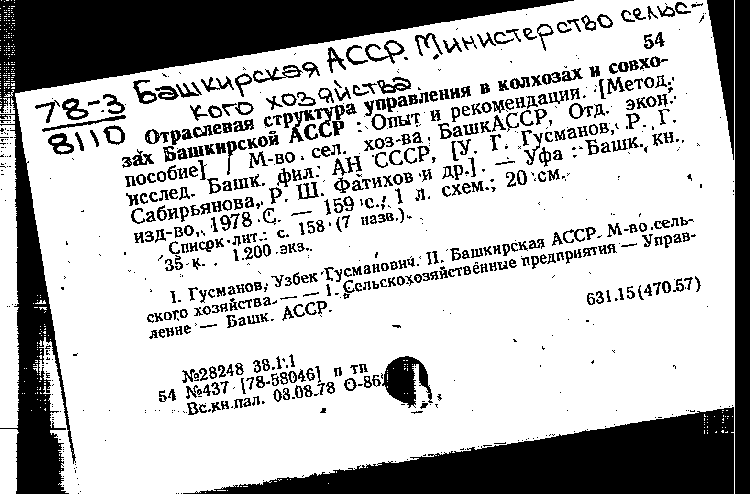 78-3
8110
Башкирская АССР. Министерство сельс-
кого хозяйства.
54
Отраслевая структура управления в колхозах и совхо-
зах Башкирской АССР : Опыт и рекомендации. [Метод.
пособие] / М-во сел. хоз-ва БашкАССР, Отд. экон.
исслед. Башк. фил. АН СССР, [У. Г. Гусманов, Р. Г.
Сабирьянова, Р. Ш. Фатихов и др.]. — Уфа : Башк. кн.
изд-во, 1978 С. — 159 с., 1 л. схем.; 20 см.
Список лит.: с. 158 (7 назв.).
35 к. 1.200 экз.
I. Гусманов, Узбек Гусманович. II. Башкирская АССР. М-во сель-
ского хозяйства. — — 1. Сельскохозяйственные предприятия — Управ-
ление — Башк. АССР.
631.15(470.57)
№28248 38.1.1
54 №437 [78-58046] п тп
Вс.кн.пал. 08.08.78 О-862